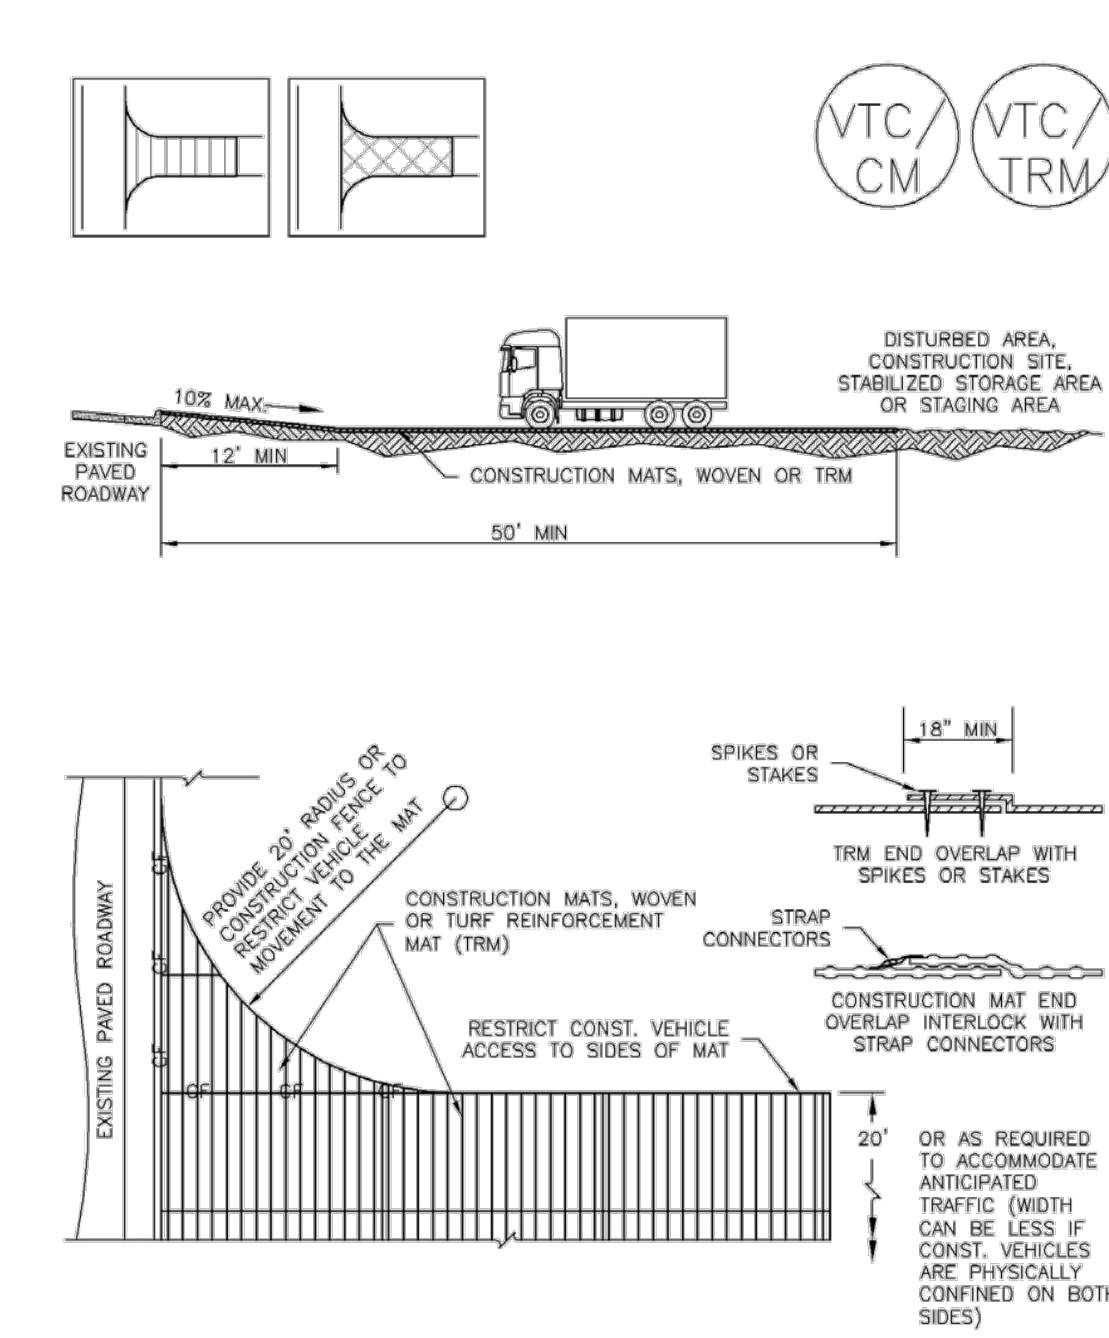 VTC/
CM
VTC/
TRM
10% MAX.
DISTURBED AREA,
CONSTRUCTION SITE,
STABILIZED STORAGE AREA
OR STAGING AREA
EXISTING
PAVED
ROADWAY
12' MIN
CONSTRUCTION MATS, WOVEN OR TRM
50' MIN
PROVIDE 20' RADIUS OR
CONSTRUCTION FENCE TO
RESTRICT VEHICLE
MOVEMENT TO THE MAT
18" MIN
SPIKES OR
STAKES
TRM END OVERLAP WITH
SPIKES OR STAKES
CONSTRUCTION MATS, WOVEN
OR TURF REINFORCEMENT
MAT (TRM)
STRAP
CONNECTORS
CONSTRUCTION MAT END
OVERLAP INTERLOCK WITH
STRAP CONNECTORS
RESTRICT CONST. VEHICLE
ACCESS TO SIDES OF MAT
EXISTING PAVED ROADWAY
CF
CF
CF
CF
CF
CF
20'
OR AS REQUIRED
TO ACCOMMODATE
ANTICIPATED
TRAFFIC (WIDTH
CAN BE LESS IF
CONST. VEHICLES
ARE PHYSICALLY
CONFINED ON BOTH
SIDES)